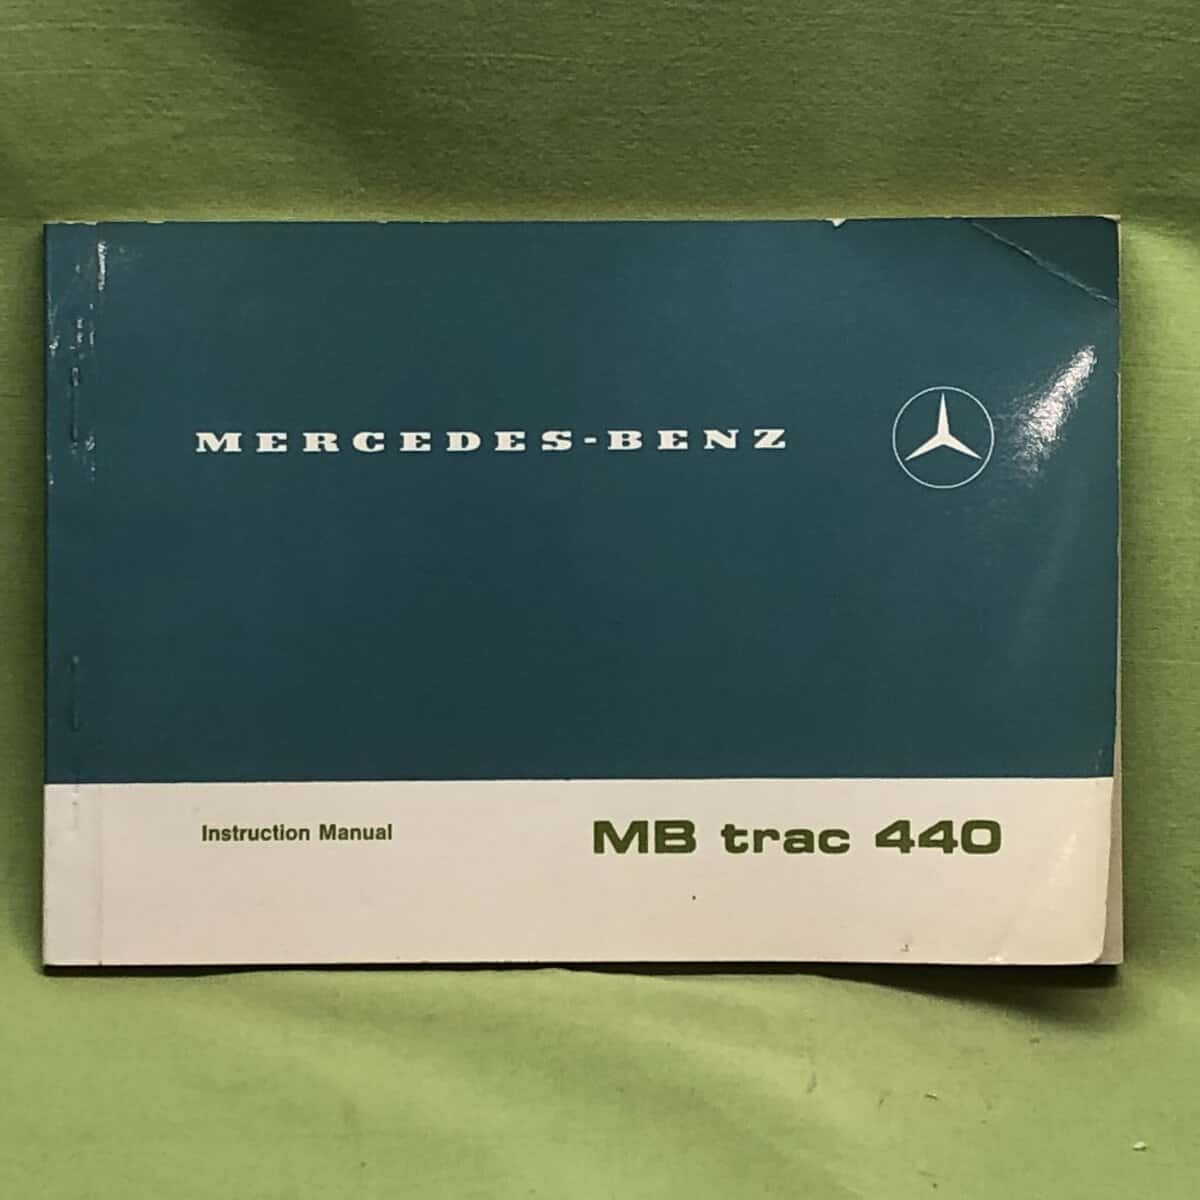 MERCEDES-BENZ
Instruction Manual
MB trac 440